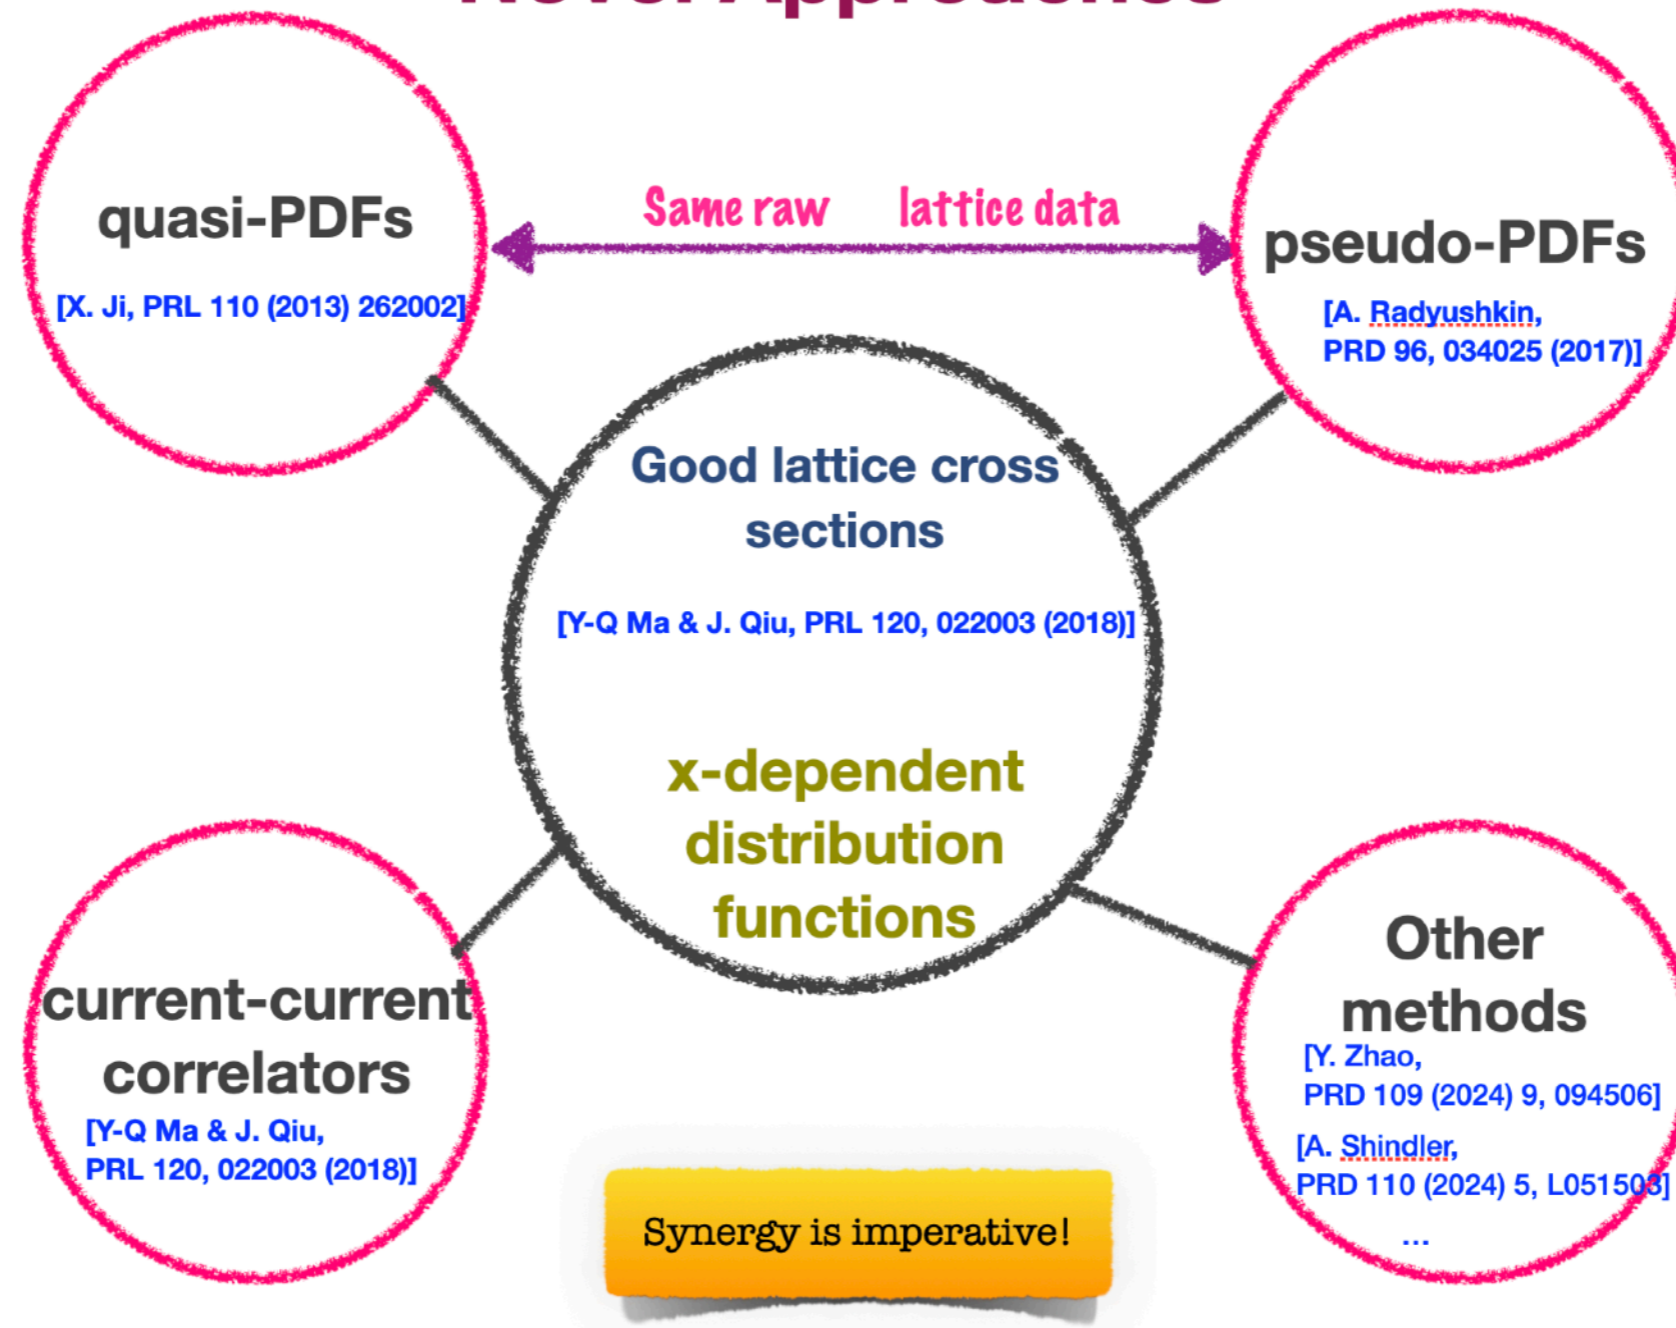 Novel Approaches
quasi-PDFs
[X. Ji, PRL 110 (2013) 262002]
Same raw lattice data
pseudo-PDFs
[A. Radyushkin,
PRD 96, 034025 (2017)]
Good lattice cross
sections
[Y-Q Ma & J. Qiu, PRL 120, 022003 (2018)]
x-dependent
distribution
functions
current-current
correlators
[Y-Q Ma & J. Qiu,
PRL 120, 022003 (2018)]
Other
methods
[Y. Zhao,
PRD 109 (2024) 9, 094506]
[A. Shindler,
PRD 110 (2024) 5, L051503]
...
Synergy is imperative!